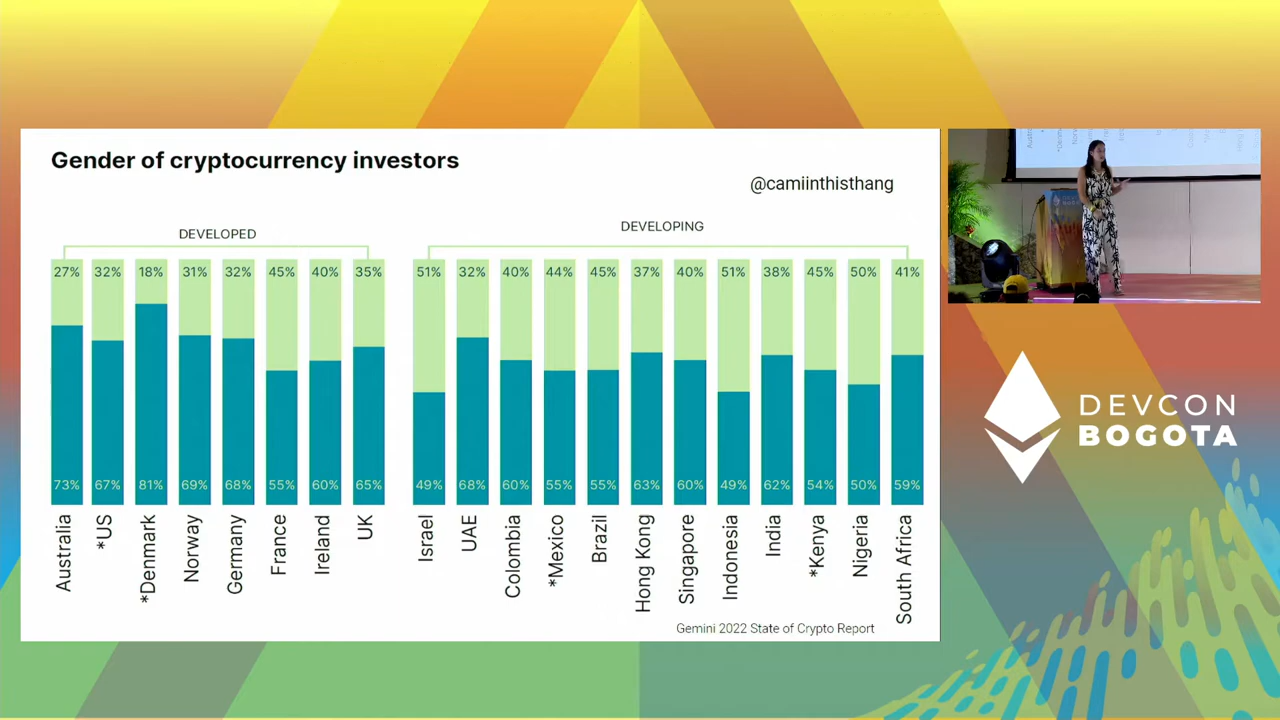 Gender of cryptocurrency investors
@camiinthisthang
DEVELOPED
DEVELOPING
27% 32% 18% 31% 32% 45% 40% 35% 51% 32% 40% 44% 45% 37% 40% 51% 38% 45% 50% 41%
73% 67% 81% 69% 68% 55% 60% 65% 49% 68% 60% 55% 55% 63% 60% 49% 62% 54% 50% 59%
Australia *US *Denmark Norway Germany France Ireland UK Israel UAE Colombia *Mexico Brazil Hong Kong Singapore Indonesia India *Kenya Nigeria South Africa
Gemini 2022 State of Crypto Report
DEVCON
BOGOTA